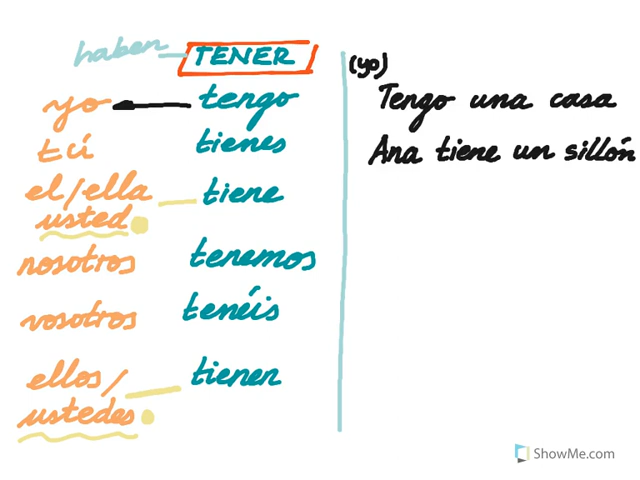 haben TENER
yo tengo
tú tienes
el/ella tiene
usted
nosotros tenemos
vosotros tenéis
ellos/ tienen
ustedes
(yo)
Tengo una casa
Ana tiene un sillón
ShowMe.com